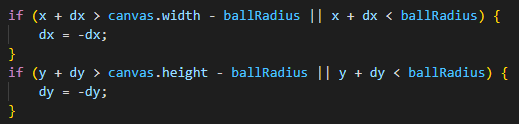 if (x + dx > canvas.width - ballRadius || x + dx < ballRadius) {
    dx = -dx;
}
if (y + dy > canvas.height - ballRadius || y + dy < ballRadius) {
    dy = -dy;
}